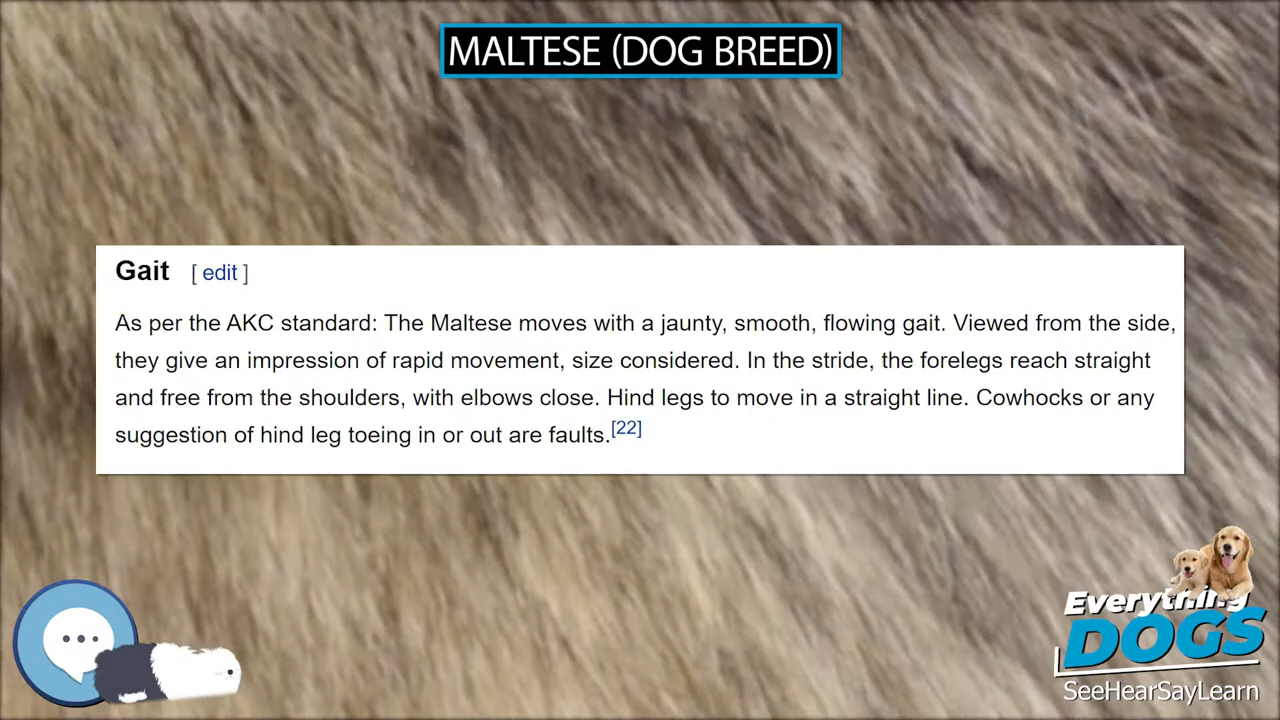 MALTESE (DOG BREED)
Gait [ edit ]
As per the AKC standard: The Maltese moves with a jaunty, smooth, flowing gait. Viewed from the side,
they give an impression of rapid movement, size considered. In the stride, the forelegs reach straight
and free from the shoulders, with elbows close. Hind legs to move in a straight line. Cowhocks or any
suggestion of hind leg toeing in or out are faults.[22]
Everything
DOGS
SeeHearSayLearn